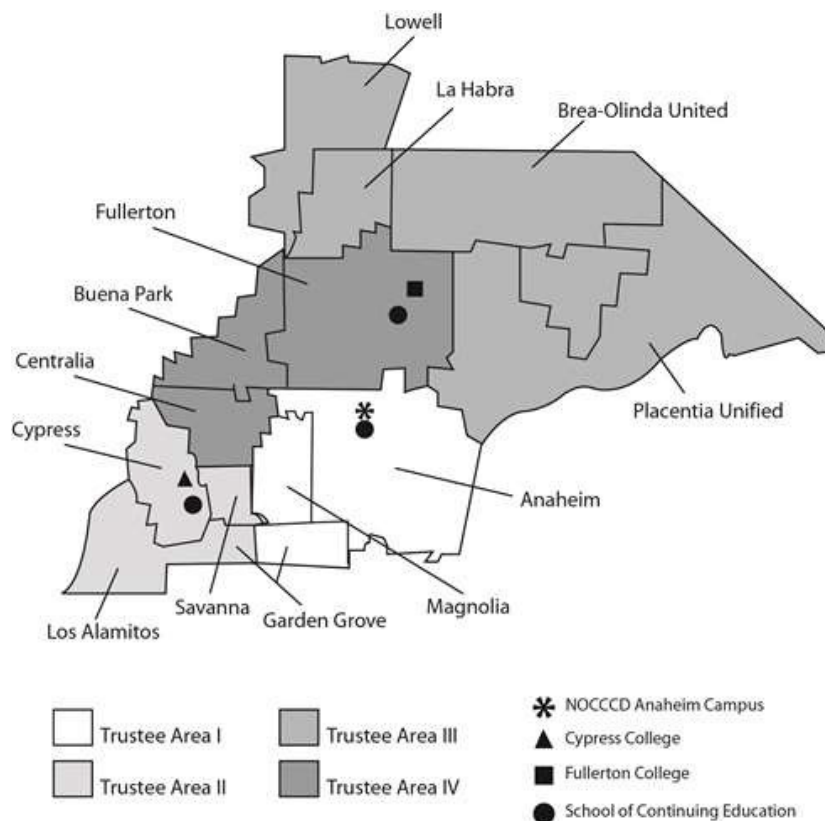 Lowell
La Habra
Brea-Olinda United
Fullerton
Buena Park
Centralia
Cypress
Placentia Unified
Anaheim
Magnolia
Savanna
Garden Grove
Los Alamitos
Trustee Area I
Trustee Area III
NOCCCD Anaheim Campus
Cypress College
Trustee Area II
Trustee Area IV
Fullerton College
School of Continuing Education